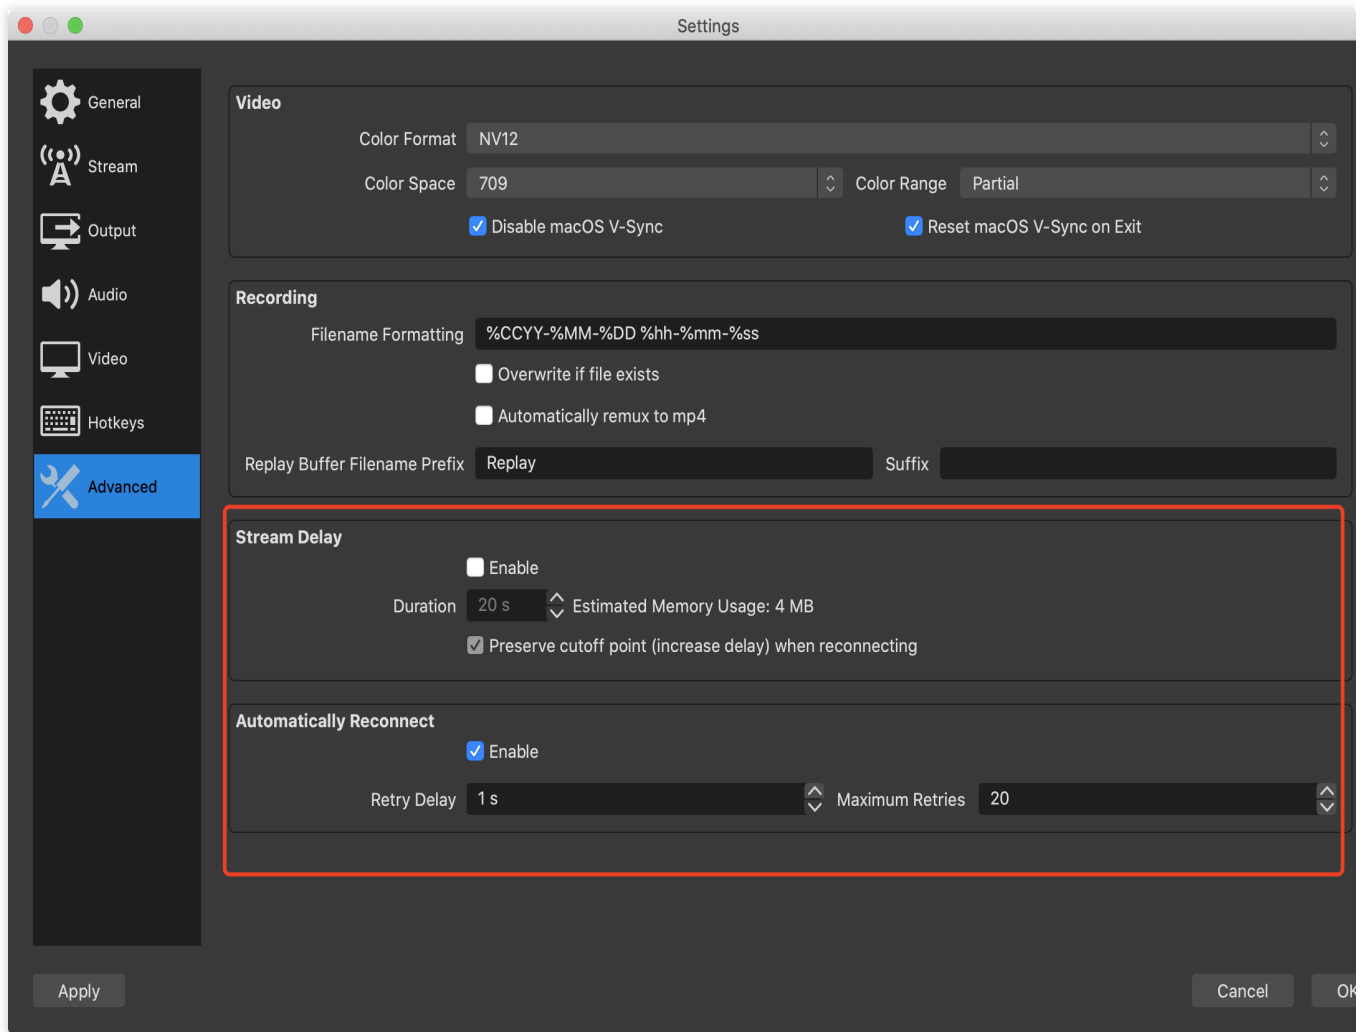 Settings
General
Stream
Output
Audio
Video
Hotkeys
Advanced
Video
Color Format NV12
Color Space 709 Color Range Partial
Disable macOS V-Sync Reset macOS V-Sync on Exit
Recording
Filename Formatting %CCYY-%MM-%DD %hh-%mm-%ss
Overwrite if file exists
Automatically remux to mp4
Replay Buffer Filename Prefix Replay Suffix
Stream Delay
Enable
Duration 20 s Estimated Memory Usage: 4 MB
Preserve cutoff point (increase delay) when reconnecting
Automatically Reconnect
Enable
Retry Delay 1 s Maximum Retries 20
Apply Cancel OK